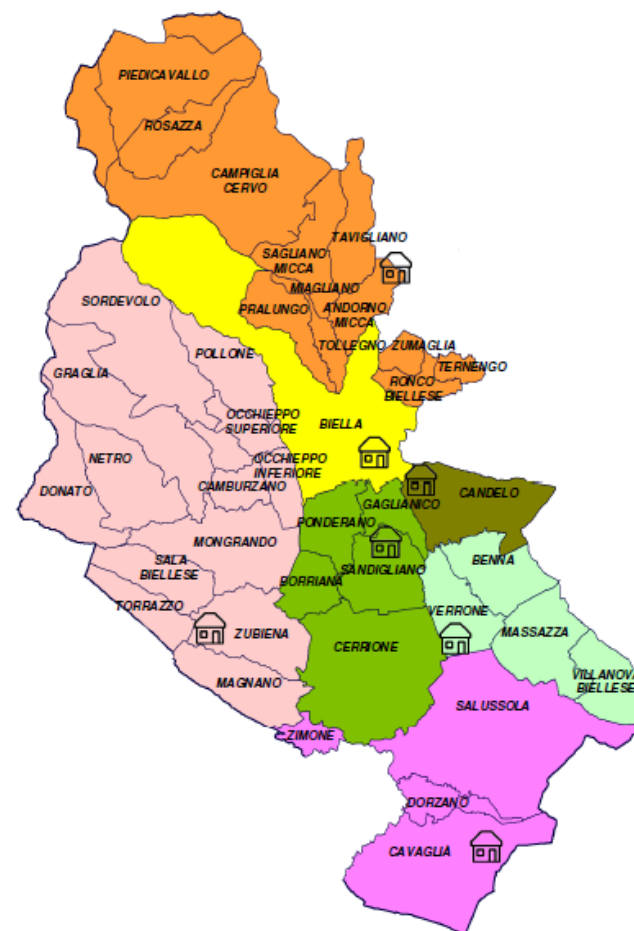 PIEDICAVALLO
ROSAZZA
CAMPIGLIA
CERVO
TAVIGLIANO
SAGLIANO
MICCA
MIAGLIANO
SORDEVOLO
PRALUNGO
ANDORNO
MICCA
TOLLEGNO
ZUMAGLIA
POLLONE
TERNENGO
GRAGLIA
RONCO
BIELLESE
OCCHIEPPO
SUPERIORE
BIELLA
NETRO
OCCHIEPPO
INFERIORE
DONATO
CAMBURZANO
CANDELO
GAGLIANICO
PONDERANO
MONGRANDO
SALA
BIELLESE
BENNA
SANDIGLIANO
BORRIANA
TORRAZZO
VERRONE
ZUBIENA
MASSAZZA
CERRIONE
VILLANOVA
BIELLESE
MAGNANO
SALUSSOLA
ZIMONE
DORZANO
CAVAGLIÀ